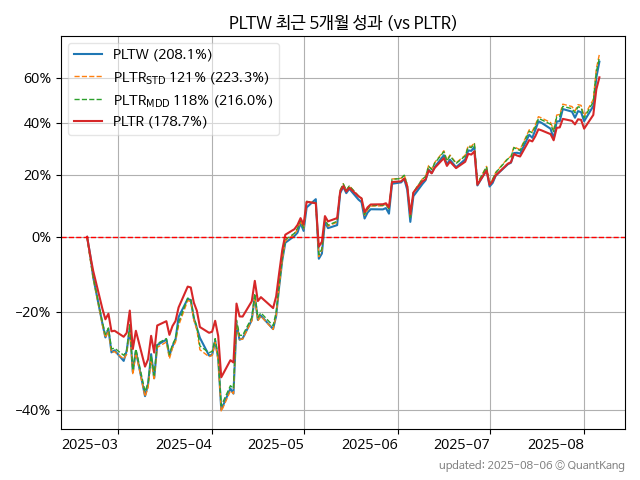 PLTW 최근 5개월 성과 (vs PLTR)
PLTW (208.1%)
PLTRSTD 121% (223.3%)
PLTRMDD 118% (216.0%)
PLTR (178.7%)
60%
40%
20%
0%
−20%
−40%
2025-03 2025-04 2025-05 2025-06 2025-07 2025-08
updated: 2025-08-06 © QuantKang